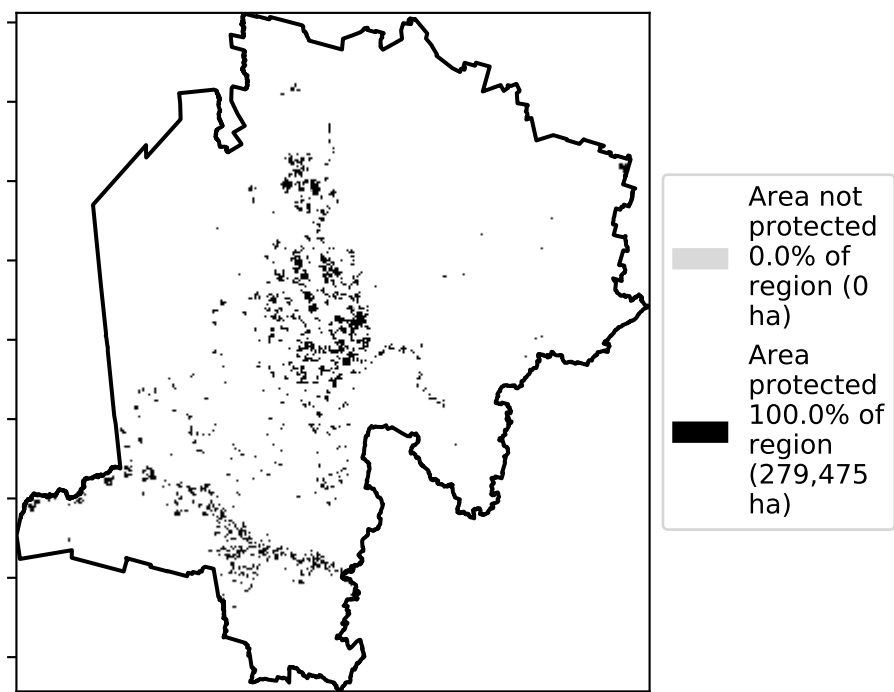 Area not
protected
0.0% of
region (0
ha)
Area
protected
100.0% of
region
(279,475
ha)